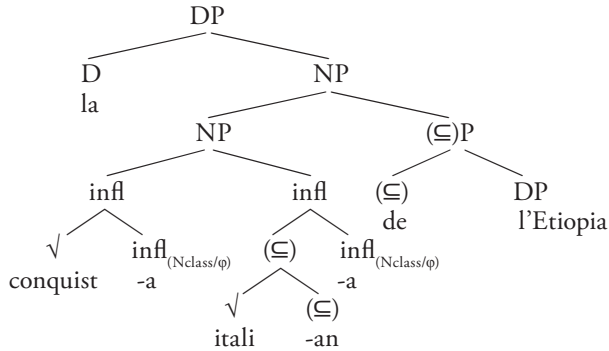 DP
D NP
la
NP (⊆)P
infl infl (⊆) DP
de l'Etiopia
√ infl(Nclass/φ) (⊆) infl(Nclass/φ)
conquist -a -a
√ (⊆)
itali -an